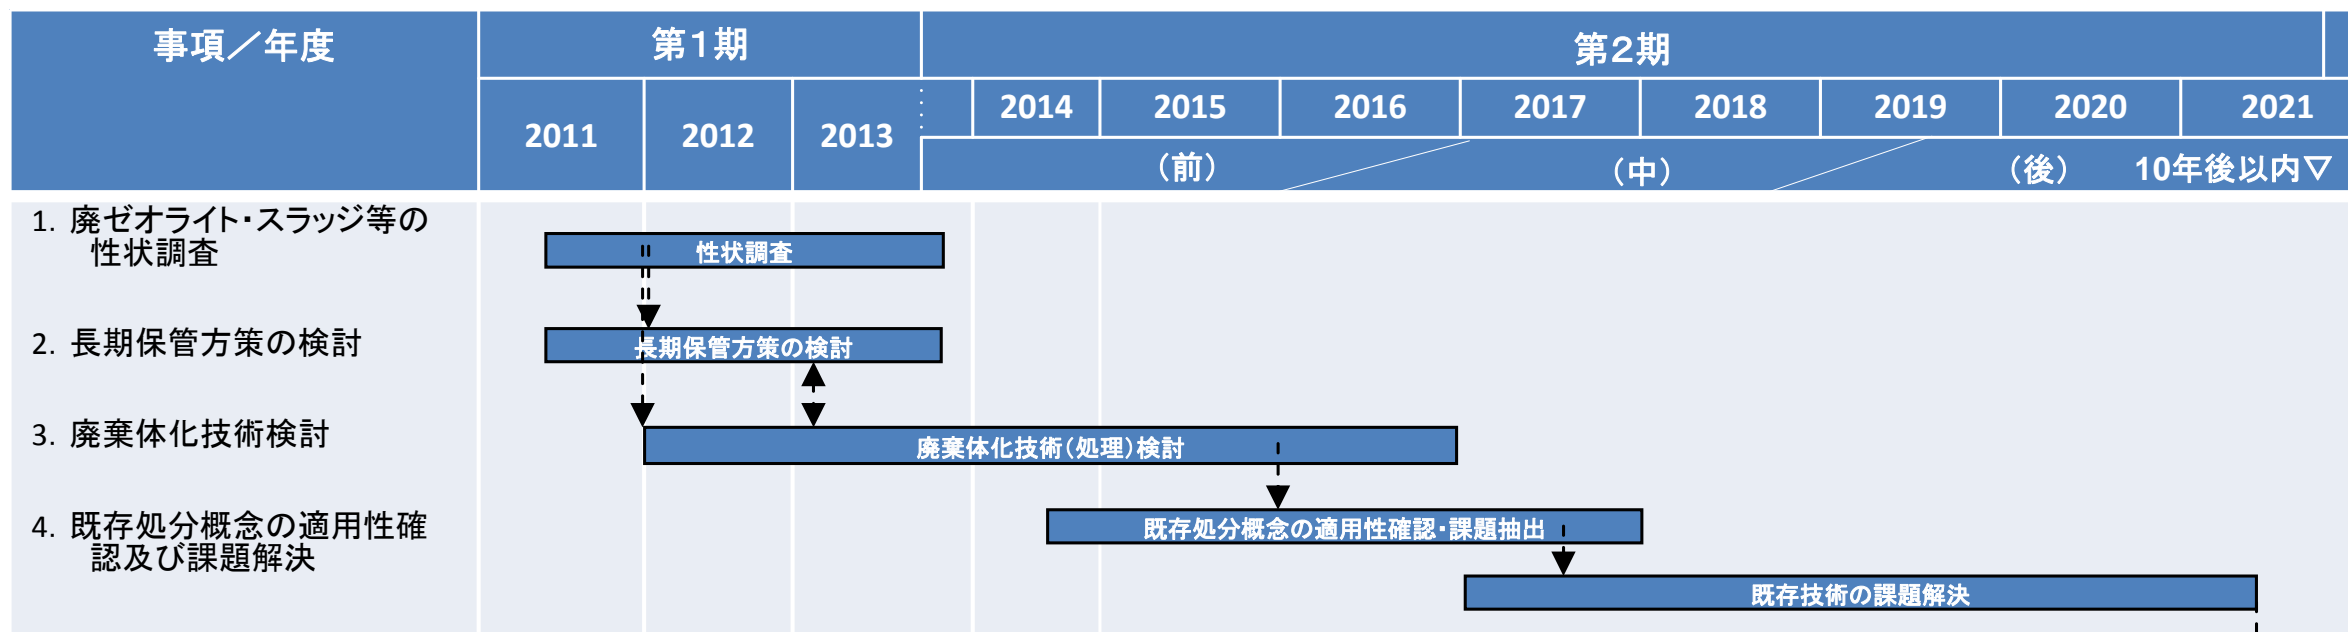 事項／年度
第１期
第２期
2011
2012
2013
2014
2015
2016
2017
2018
2019
2020
2021
（前）
（中）
（後）
10年後以内▽
1. 廃ゼオライト・スラッジ等の
性状調査
性状調査
2. 長期保管方策の検討
長期保管方策の検討
3. 廃棄体化技術検討
廃棄体化技術（処理）検討
4. 既存処分概念の適用性確
認及び課題解決
既存処分概念の適用性確認・課題抽出
既存技術の課題解決